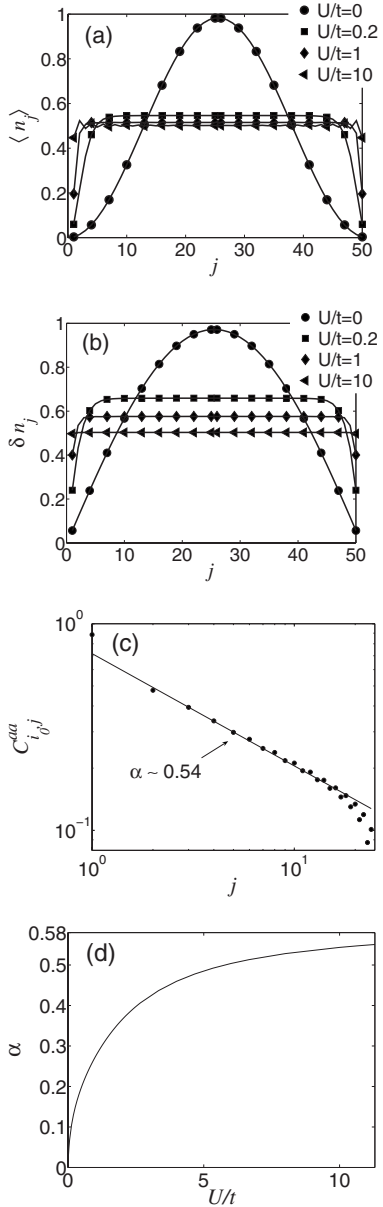 (a)
U/t=0
U/t=0.2
U/t=1
U/t=10
1
0.8
0.6
0.4
0.2
0
⟨ n_j ⟩
0 10 20 30 40 50
j
(b)
U/t=0
U/t=0.2
U/t=1
U/t=10
1
0.8
0.6
0.4
0.2
0
δ n_j
0 10 20 30 40 50
j
(c)
10^0
10^{-1}
C^{aa}_{i_0,j}
α ~ 0.54
10^0 10^1
j
(d)
0.58
0.5
0.4
0.3
0.2
0.1
0
α
0 5 10
U/t